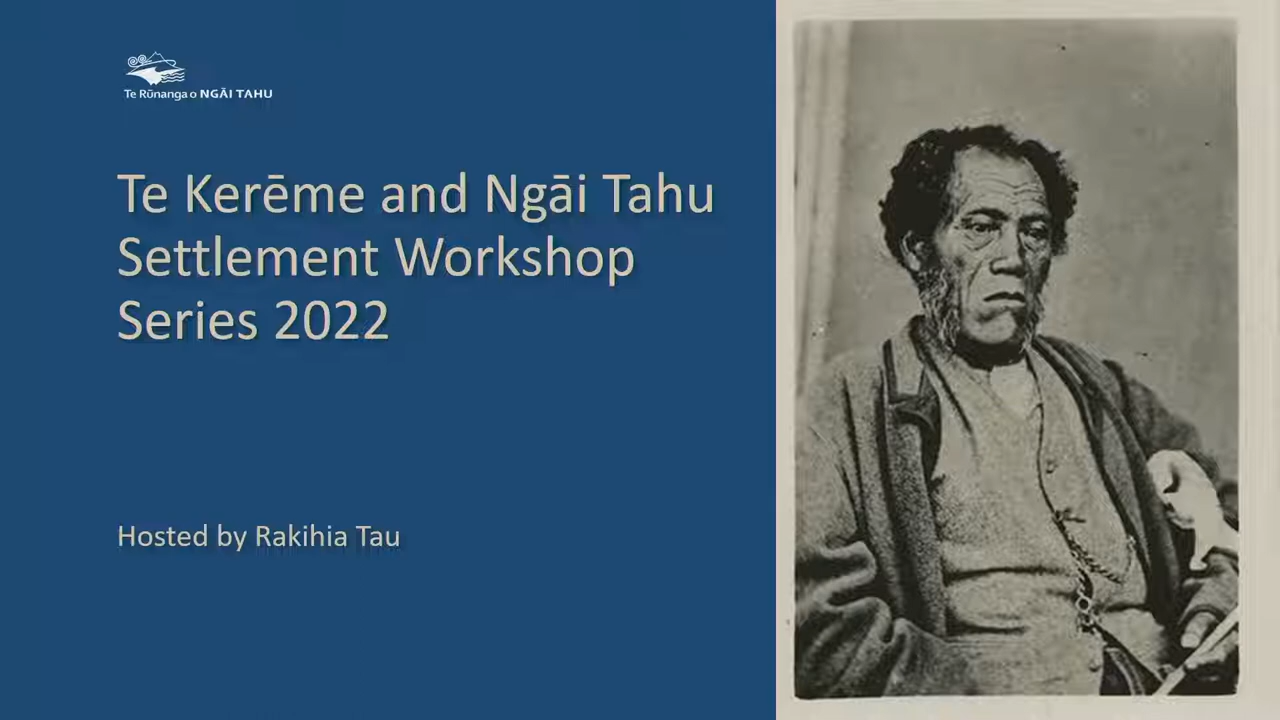 Te Rūnanga o NGĀI TAHU
Te Kerēme and Ngāi Tahu
Settlement Workshop
Series 2022
Hosted by Rakihia Tau